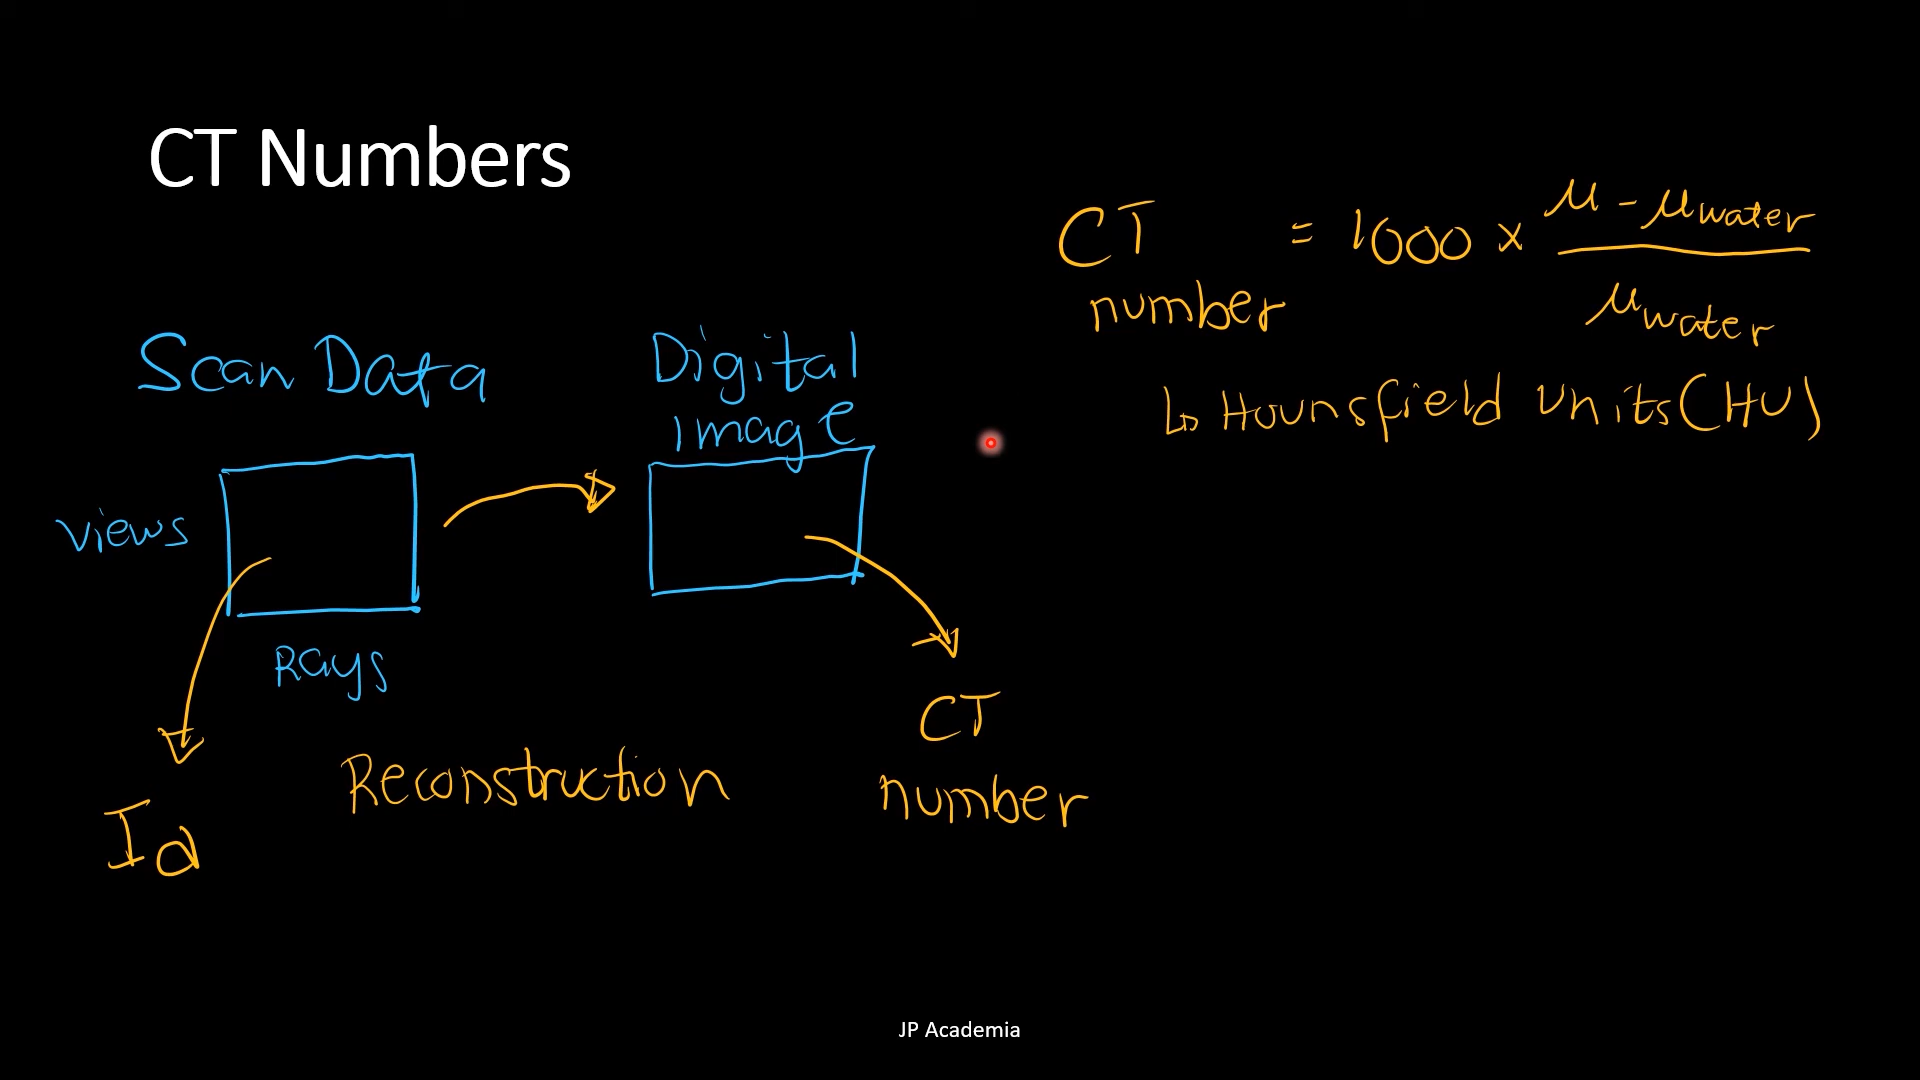 CT Numbers
CT number = 1000 × μ - μwater / μwater
↳ Hounsfield Units (HU)
Scan Data
Digital image
views
Rays
Id
Reconstruction
CT number
JP Academia